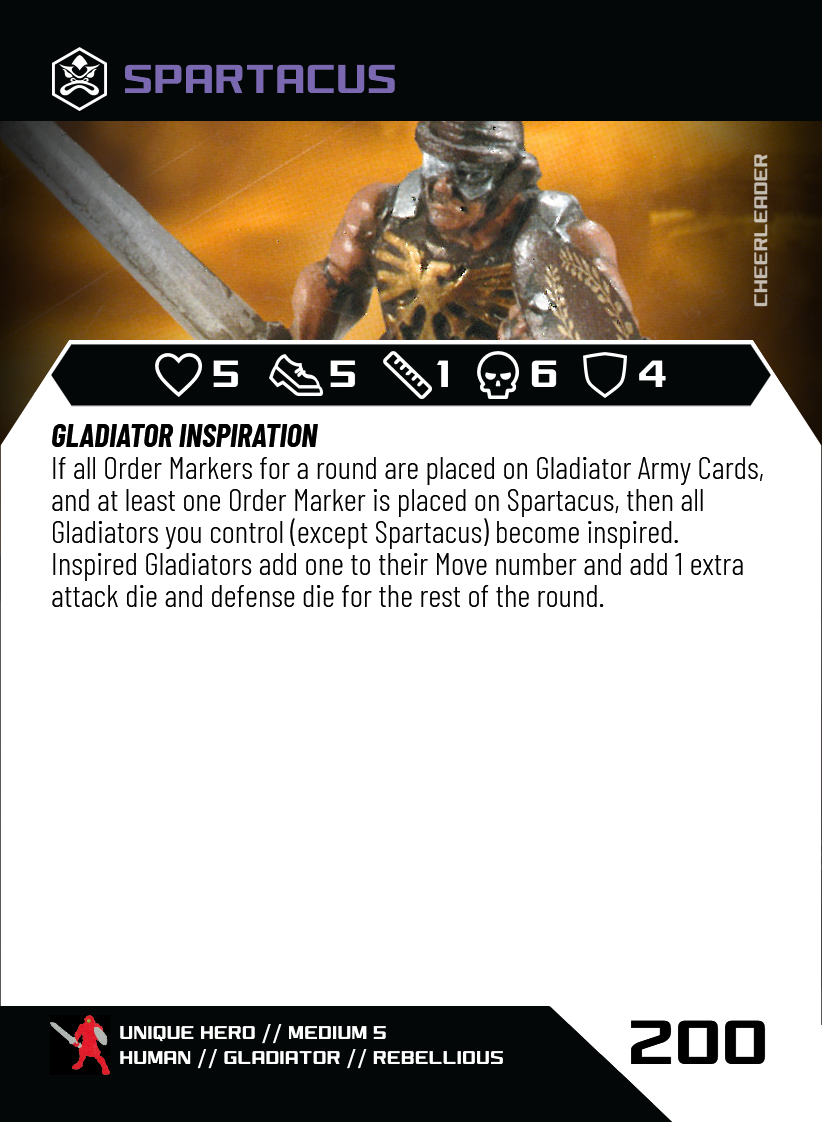 SPARTACUS
CHEERLEADER
5 5 1 6 4
GLADIATOR INSPIRATION
If all Order Markers for a round are placed on Gladiator Army Cards,
and at least one Order Marker is placed on Spartacus, then all
Gladiators you control (except Spartacus) become inspired.
Inspired Gladiators add one to their Move number and add 1 extra
attack die and defense die for the rest of the round.
UNIQUE HERO // MEDIUM 5
HUMAN // GLADIATOR // REBELLIOUS
200